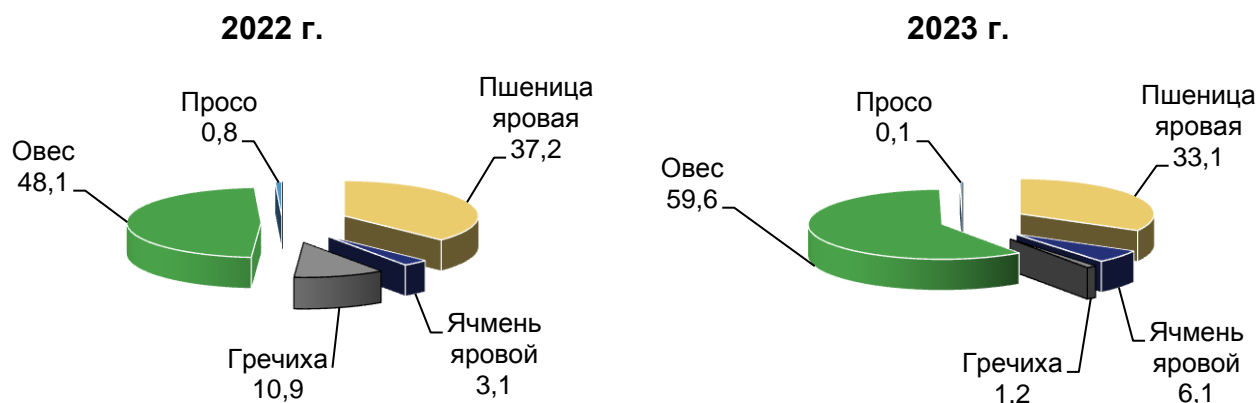 2022 г.
Просо
0,8
Пшеница
яровая
37,2
Овес
48,1
Гречиха
10,9
Ячмень
яровой
3,1
2023 г.
Просо
0,1
Пшеница
яровая
33,1
Овес
59,6
Гречиха
1,2
Ячмень
яровой
6,1